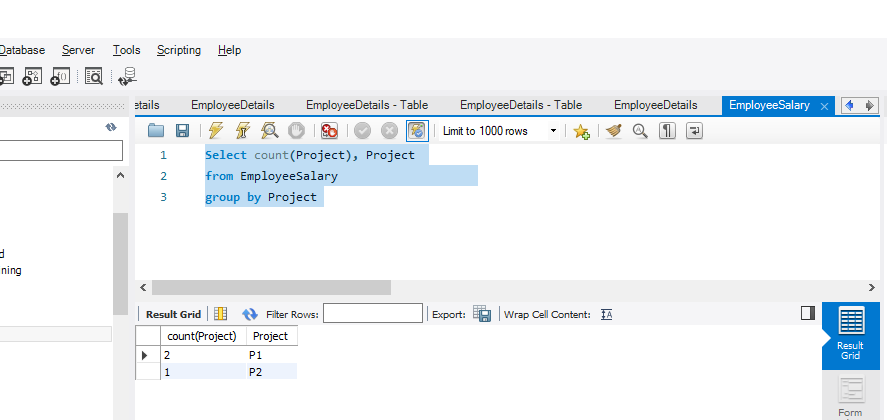 Database Server Tools Scripting Help
etails EmployeeDetails EmployeeDetails - Table EmployeeDetails - Table EmployeeDetails EmployeeSalary
Limit to 1000 rows
1 Select count(Project), Project
2 from EmployeeSalary
3 group by Project
d
ning
Result Grid Filter Rows: Export: Wrap Cell Content:
count(Project) Project
2 P1
1 P2
Result
Grid
Form